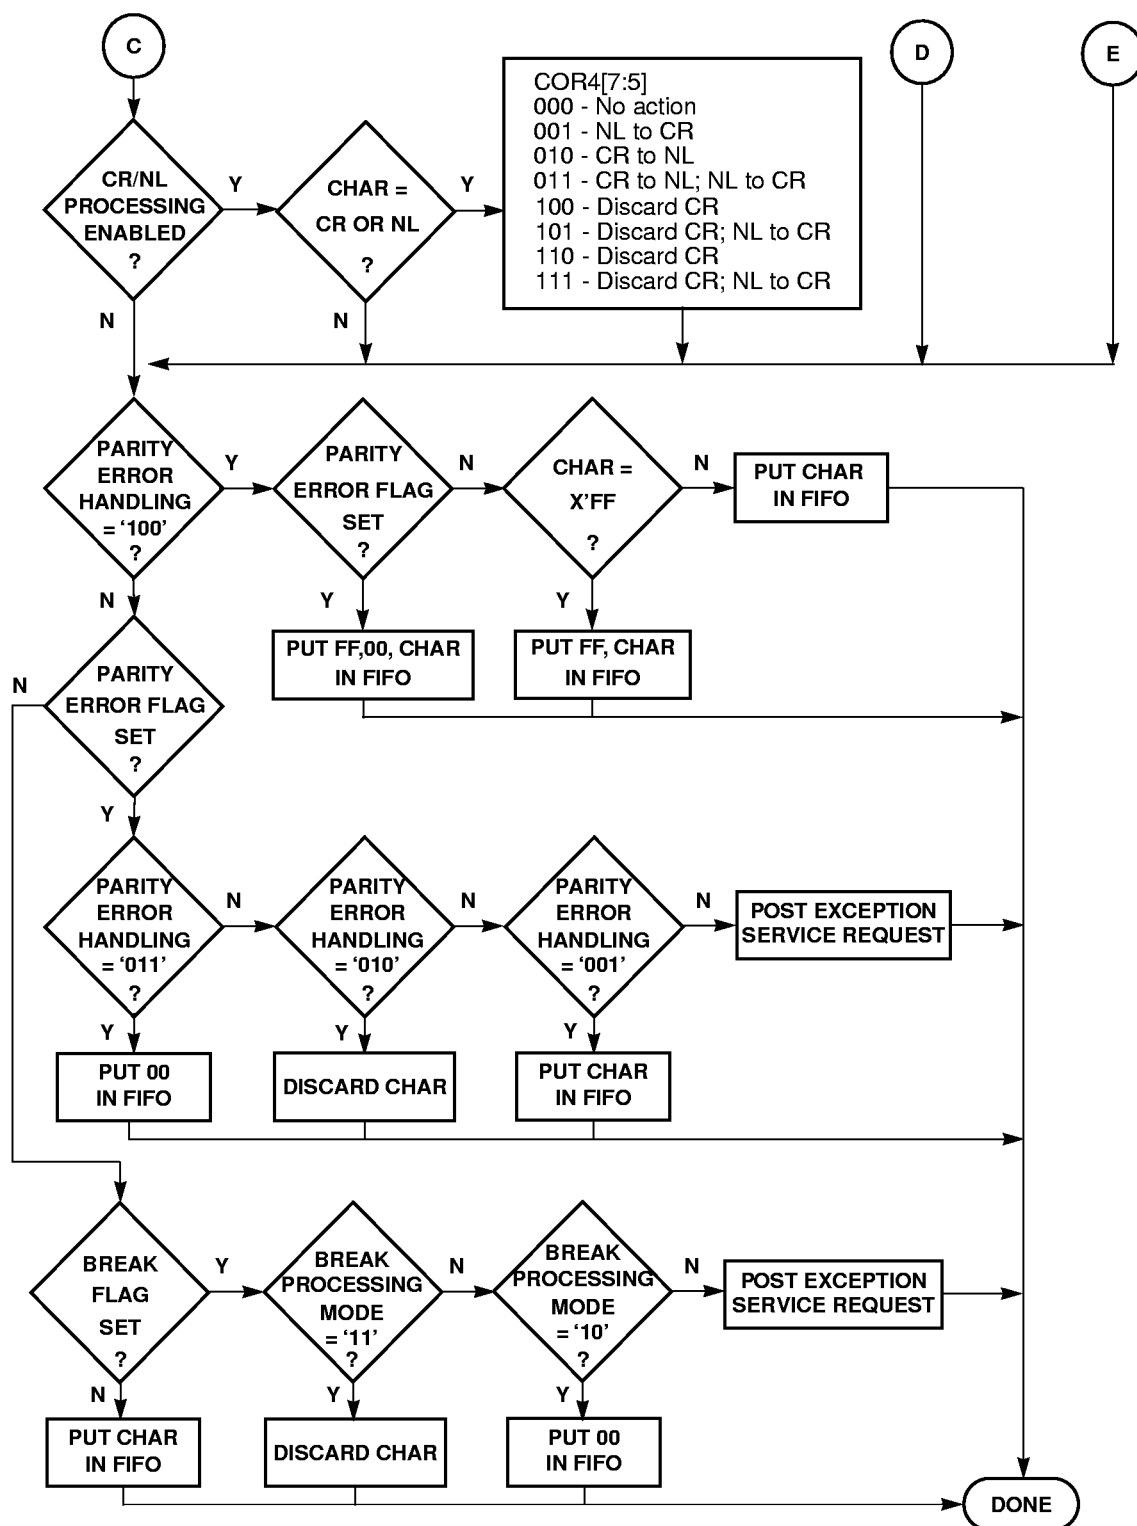 C
D
E
COR4[7:5]
000 - No action
001 - NL to CR
010 - CR to NL
011 - CR to NL; NL to CR
100 - Discard CR
101 - Discard CR; NL to CR
110 - Discard CR
111 - Discard CR; NL to CR
CR/NL
PROCESSING
ENABLED
?
Y
N
CHAR =
CR OR NL
?
Y
N
PARITY
ERROR
HANDLING
= ‘100’
?
Y
N
PARITY
ERROR FLAG
SET
?
N
Y
CHAR =
X’FF
?
N
Y
PUT CHAR
IN FIFO
PUT FF,00, CHAR
IN FIFO
PUT FF, CHAR
IN FIFO
PARITY
ERROR FLAG
SET
?
N
Y
PARITY
ERROR
HANDLING
= ‘011’
?
N
Y
PARITY
ERROR
HANDLING
= ‘010’
?
N
Y
PARITY
ERROR
HANDLING
= ‘001’
?
N
Y
POST EXCEPTION
SERVICE REQUEST
PUT 00
IN FIFO
DISCARD CHAR
PUT CHAR
IN FIFO
BREAK
FLAG
SET
?
Y
N
BREAK
PROCESSING
MODE
= ‘11’
?
N
Y
BREAK
PROCESSING
MODE
= ‘10’
?
N
Y
POST EXCEPTION
SERVICE REQUEST
PUT CHAR
IN FIFO
DISCARD CHAR
PUT 00
IN FIFO
DONE